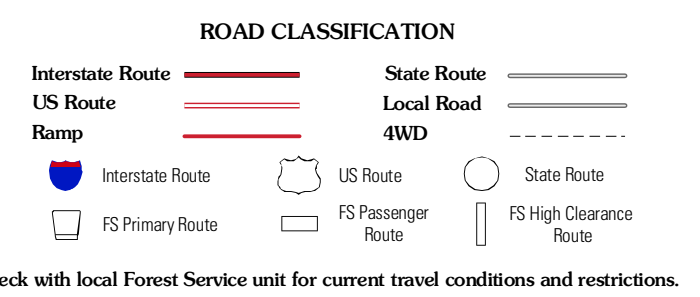 ROAD CLASSIFICATION
Interstate Route
State Route
US Route
Local Road
Ramp
4WD
Interstate Route
US Route
State Route
FS Primary Route
FS Passenger
Route
FS High Clearance
Route
eck with local Forest Service unit for current travel conditions and restrictions.